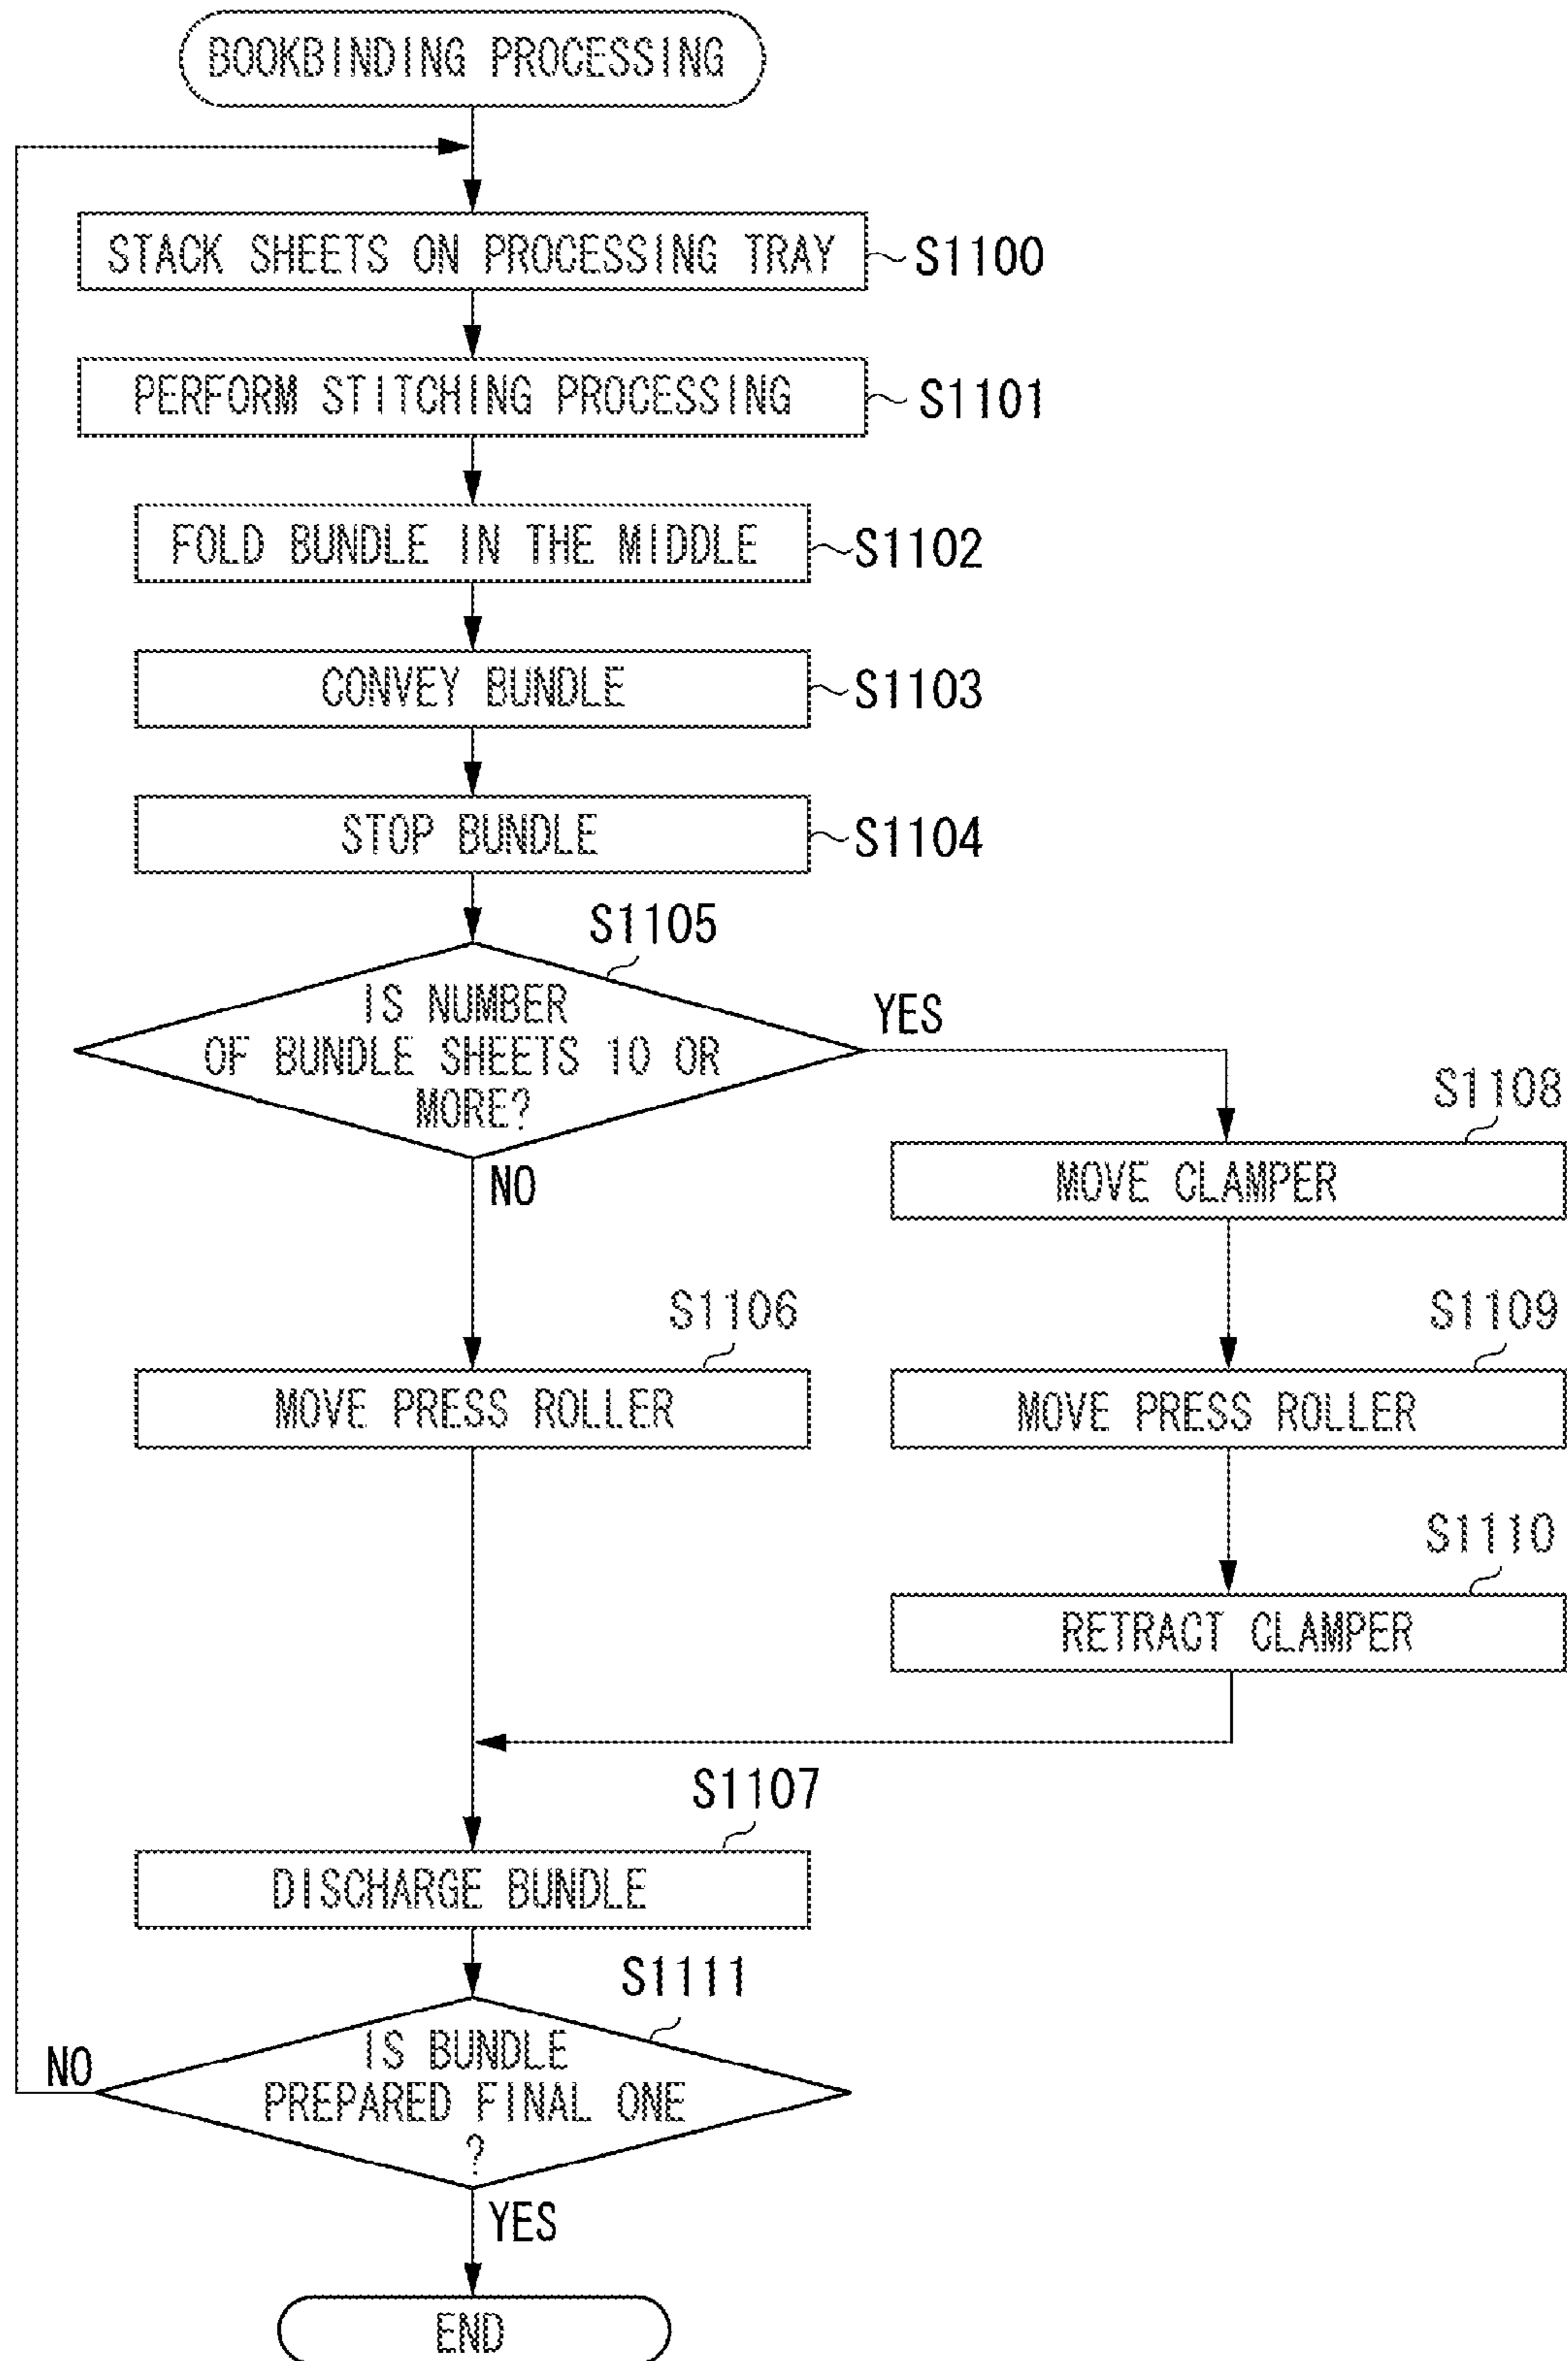 BOOKBINDING PROCESSING
STACK SHEETS ON PROCESSING TRAY
S1100
PERFORM STITCHING PROCESSING
S1101
FOLD BUNDLE IN THE MIDDLE
S1102
CONVEY BUNDLE
S1103
STOP BUNDLE
S1104
S1105
IS NUMBER
OF BUNDLE SHEETS 10 OR
MORE?
YES
NO
S1108
MOVE CLAMPER
S1106
MOVE PRESS ROLLER
S1109
MOVE PRESS ROLLER
S1110
RETRACT CLAMPER
S1107
DISCHARGE BUNDLE
S1111
IS BUNDLE
PREPARED FINAL ONE
?
NO
YES
END